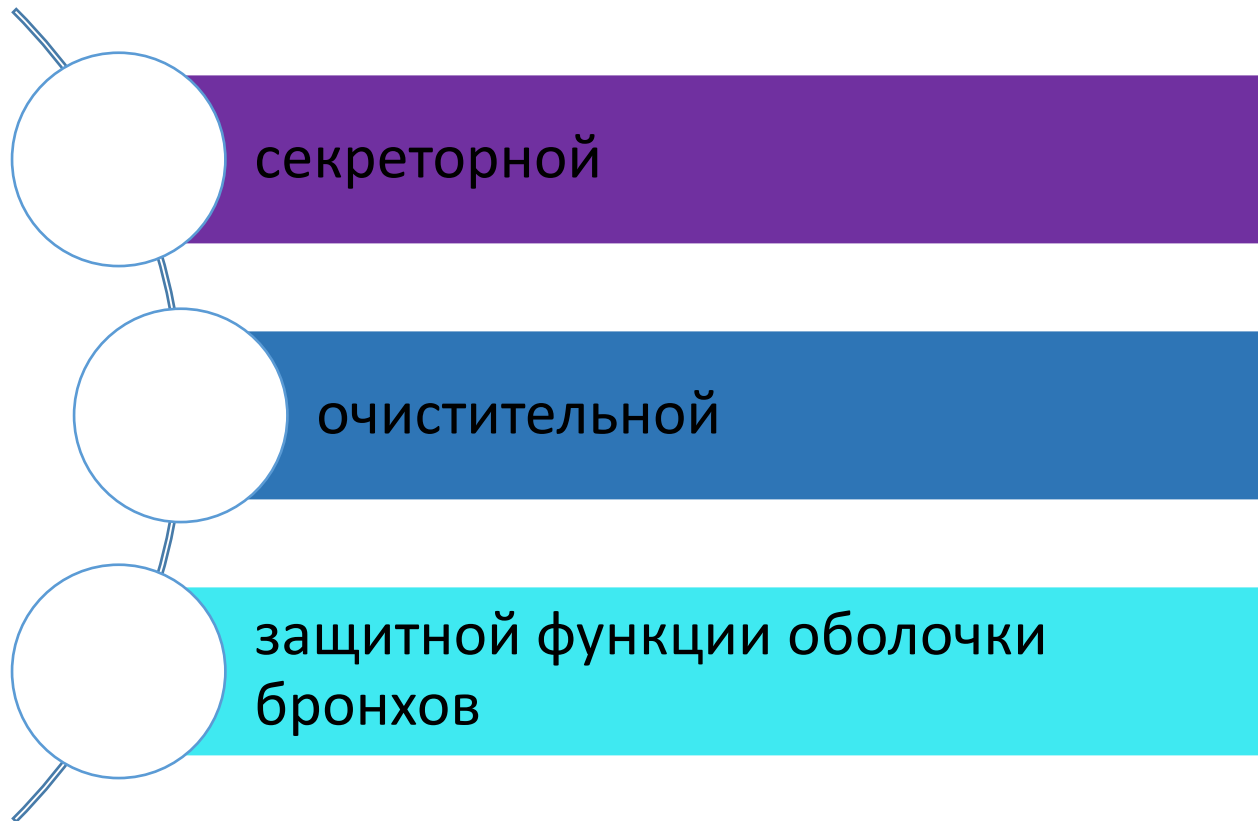 секреторной
очистительной
защитной функции оболочки
бронхов